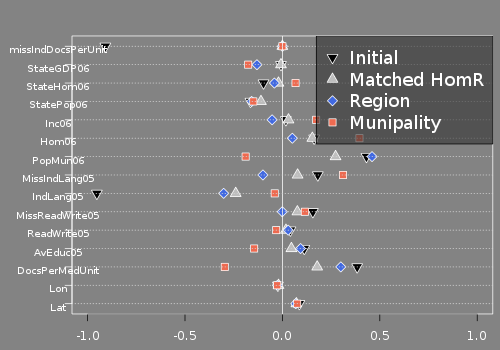 missIndDocsPerUnit
StateGDP06
StateHom06
StatePop06
Inc06
Hom06
PopMun06
MissIndLang05
IndLang05
MissReadWrite05
ReadWrite05
AvEduc05
DocsPerMedUnit
Lon
Lat
Initial
Matched HomR
Region
Munipality
-1.0 -0.5 0.0 0.5 1.0